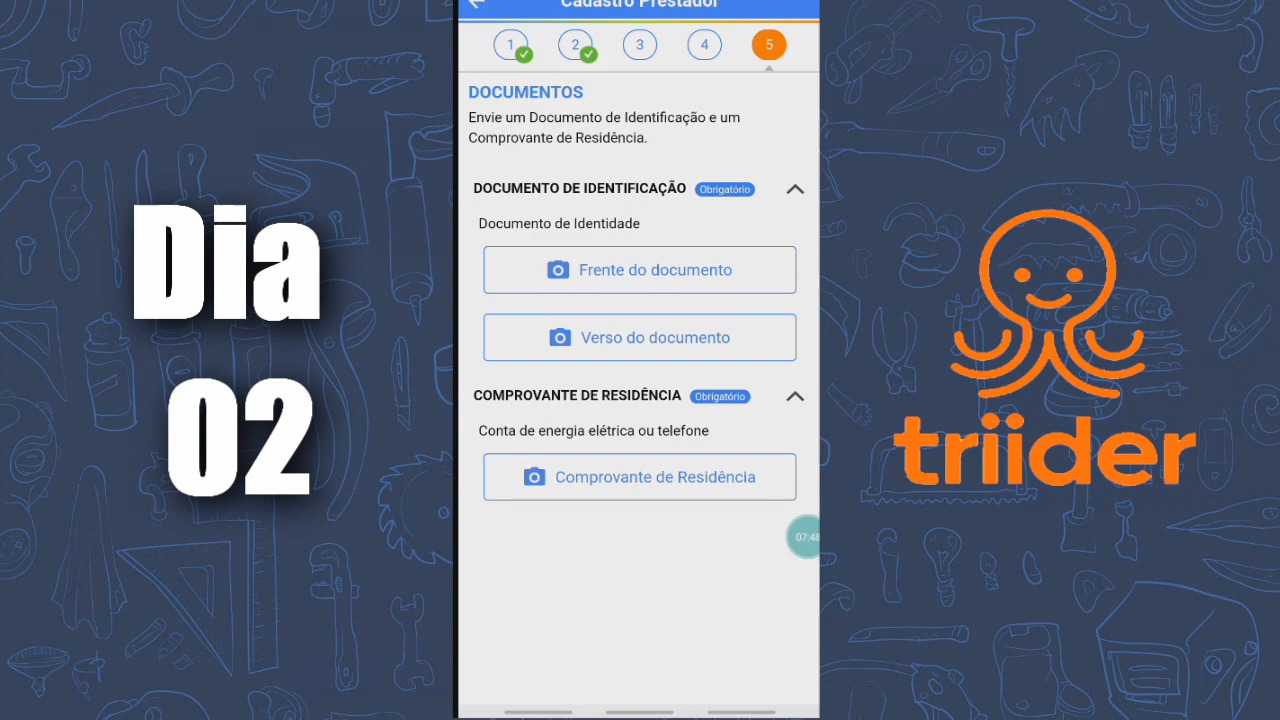 Cadastro Prestador
1
2
3
4
5
DOCUMENTOS
Envie um Documento de Identificação e um
Comprovante de Residência.
DOCUMENTO DE IDENTIFICAÇÃO Obrigatório
Documento de Identidade
Frente do documento
Verso do documento
COMPROVANTE DE RESIDÊNCIA Obrigatório
Conta de energia elétrica ou telefone
Comprovante de Residência
07:48
Dia
02
triider